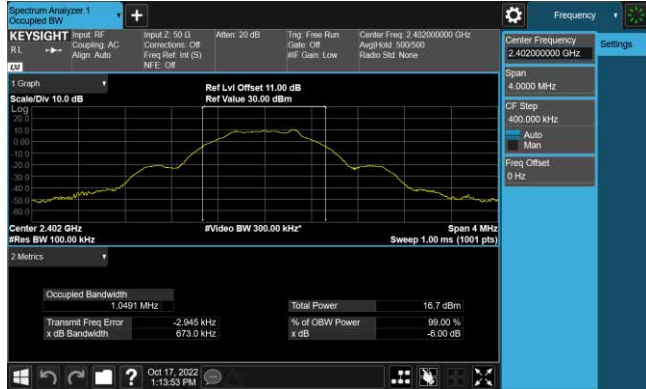 Spectrum Analyzer 1
Occupied BW
Frequency
KEYSIGHT
RL
LXI
Input: RF
Coupling: AC
Align: Auto
Input Z: 50 Ω
Corrections: Off
Freq Ref: Int (S)
NFE: Off
Atten: 20 dB
Trig: Free Run
Gate: Off
#IF Gain: Low
Center Freq: 2.402000000 GHz
Avg|Hold: 500/500
Radio Std: None
Center Frequency
2.402000000 GHz
Settings
Span
4.0000 MHz
CF Step
400.000 kHz
Auto
Man
Freq Offset
0 Hz
1 Graph
Scale/Div 10.0 dB
Ref Lvl Offset 11.00 dB
Ref Value 30.00 dBm
Log
20.0
10.0
0.00
-10.0
-20.0
-30.0
-40.0
-50.0
-60.0
Center 2.402 GHz
#Res BW 100.00 kHz
#Video BW 300.00 kHz*
Span 4 MHz
Sweep 1.00 ms (1001 pts)
2 Metrics
Occupied Bandwidth
1.0491 MHz
Total Power 16.7 dBm
Transmit Freq Error -2.945 kHz
% of OBW Power 99.00 %
x dB Bandwidth 673.0 kHz
x dB -6.00 dB
Oct 17, 2022
1:13:53 PM